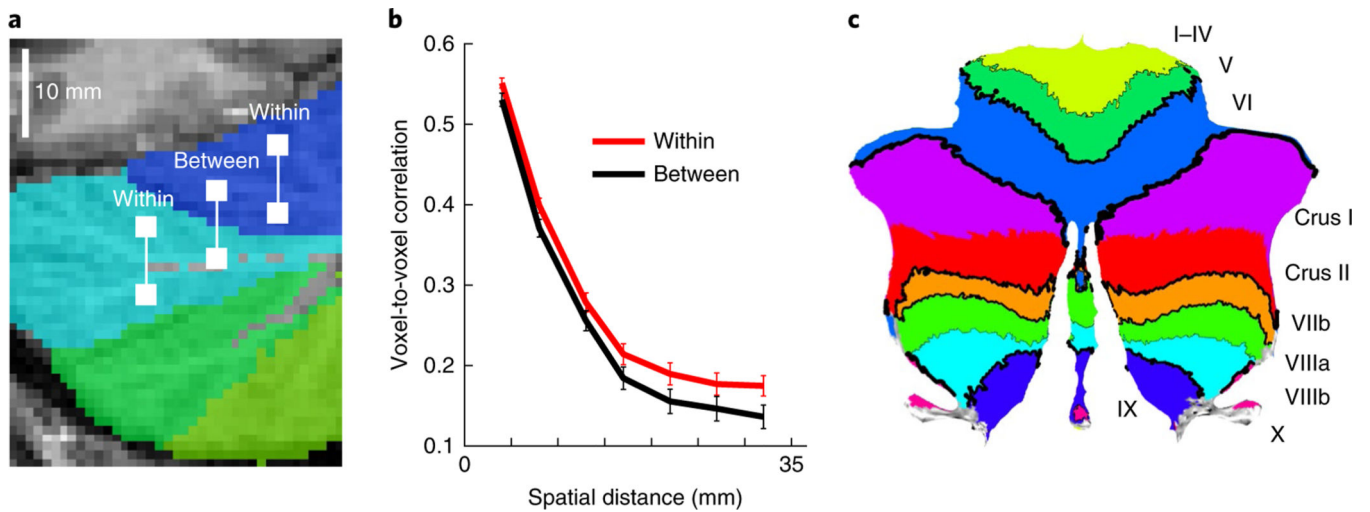 a
10 mm
Within
Between
Within
b
0.6
0.5
0.4
0.3
0.2
0.1
Voxel-to-voxel correlation
Within
Between
0
35
Spatial distance (mm)
c
I–IV
V
VI
Crus I
Crus II
VIIb
VIIIa
VIIIb
IX
X